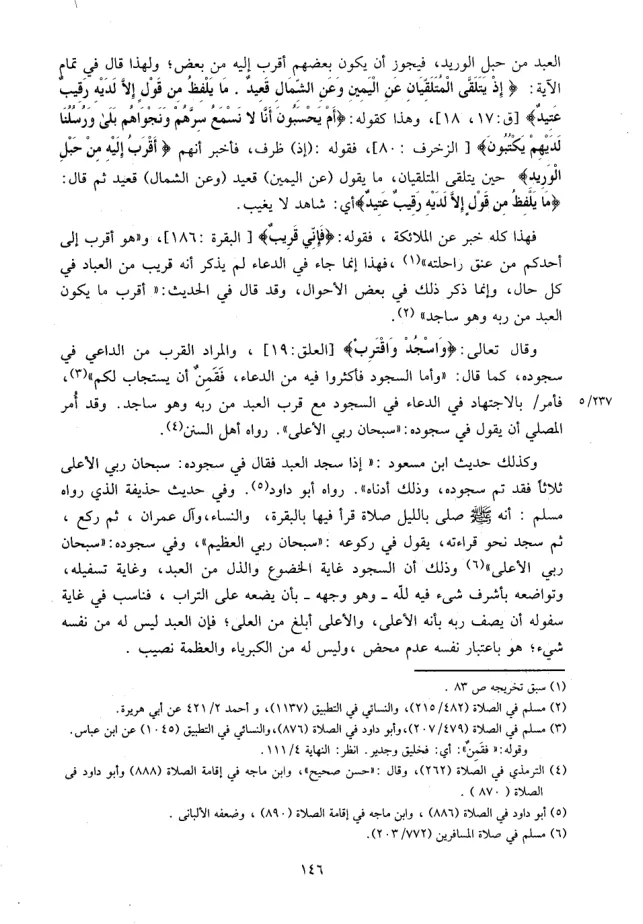 العبد من حبل الوريد، فيجوز أن يكون بعضهم أقرب إليه من بعض؛ ولهذا قال في تمام
الآية: ﴿ إِذْ يَتَلَقَّى الْمُتَلَقِّيَانِ عَنِ الْيَمِينِ وَعَنِ الشِّمَالِ قَعِيدٌ . مَا يَلْفِظُ مِن قَوْلٍ إِلاَّ لَدَيْهِ رَقِيبٌ
عَتِيدٌ﴾ [ق:١٧، ١٨]، وهذا كقوله:﴿أَمْ يَحْسَبُونَ أَنَّا لا نَسْمَعُ سِرَّهُمْ وَنَجْوَاهُم بَلَىٰ وَرُسُلُنَا
لَدَيْهِمْ يَكْتُبُونَ﴾ [ الزخرف :٨٠]، فقوله :(إذ) ظرف، فأخبر أنهم ﴿ أَقْرَبُ إِلَيْهِ مِنْ حَبْلِ
الْوَرِيدِ﴾ حين يتلقى المتلقيان، ما يقول (عن اليمين) قعيد (وعن الشمال) قعيد ثم قال:
﴿مَا يَلْفِظُ مِن قَوْلٍ إِلاَّ لَدَيْهِ رَقِيبٌ عَتِيدٌ﴾أي: شاهد لا يغيب.
فهذا كله خبر عن الملائكة ، فقوله:﴿فَإِنِّي قَرِيبٌ﴾ [ البقرة :١٨٦]، و«هو أقرب إلى
أحدكم من عنق راحلته»(١) ،فهذا إنما جاء في الدعاء لم يذكر أنه قريب من العباد في
كل حال، وإنما ذكر ذلك في بعض الأحوال، وقد قال في الحديث:« أقرب ما يكون
العبد من ربه وهو ساجد» (٢).
وقال تعالى:﴿وَاسْجُدْ وَاقْتَرِبْ﴾ [العلق:١٩] ، والمراد القرب من الداعي في
سجوده، كما قال: «وأما السجود فأكثروا فيه من الدعاء، فَقَمِنٌ أن يستجاب لكم»(٣)،
فأمر/ بالاجتهاد في الدعاء في السجود مع قرب العبد من ربه وهو ساجد. وقد أُمر ٥/٢٣٧
المصلي أن يقول في سجوده:«سبحان ربي الأعلى». رواه أهل السنن(٤).
وكذلك حديث ابن مسعود :« إذا سجد العبد فقال في سجوده: سبحان ربي الأعلى
ثلاثاً فقد تم سجوده، وذلك أدناه». رواه أبو داود(٥). وفي حديث حذيفة الذي رواه
مسلم : أنه ﷺ صلى بالليل صلاة قرأ فيها بالبقرة، والنساء،وآل عمران ، ثم ركع ،
ثم سجد نحو قراءته، يقول في ركوعه :«سبحان ربي العظيم»، وفي سجوده:«سبحان
ربي الأعلى»(٦) وذلك أن السجود غاية الخضوع والذل من العبد، وغاية تسفيله،
وتواضعه بأشرف شىء فيه للّٰه ـ وهو وجهه ـ بأن يضعه على التراب ، فناسب في غاية
سفوله أن يصف ربه بأنه الأعلى، والأعلى أبلغ من العلى؛ فإن العبد ليس له من نفسه
شيء؛ هو باعتبار نفسه عدم محض ،وليس له من الكبرياء والعظمة نصيب .
(١) سبق تخريجه ص ٨٣ .
(٢) مسلم في الصلاة (٢١٥/٤٨٢)، والنسائي في التطبيق (١١٣٧)، و أحمد ٤٢١/٢ عن أبي هريرة.
(٣) مسلم في الصلاة (٢٠٧/٤٧٩)،وأبو داود في الصلاة (٨٧٦)،والنسائي في التطبيق (١٠٤٥) عن ابن عباس.
وقوله:« فقَمِنٌ»: أي: فخليق وجدير. انظر: النهاية ١١١/٤.
(٤) الترمذي في الصلاة (٢٦٢)، وقال :«حسن صحيح»، وابن ماجه في إقامة الصلاة (٨٨٨) وأبو داود فى
الصلاة ( ٨٧٠ ) .
(٥) أبو داود في الصلاة (٨٨٦) ، وابن ماجه في إقامة الصلاة (٨٩٠) ، وضعفه الألبانى .
(٦) مسلم في صلاة المسافرين (٢٠٣/٧٧٢).
١٤٦